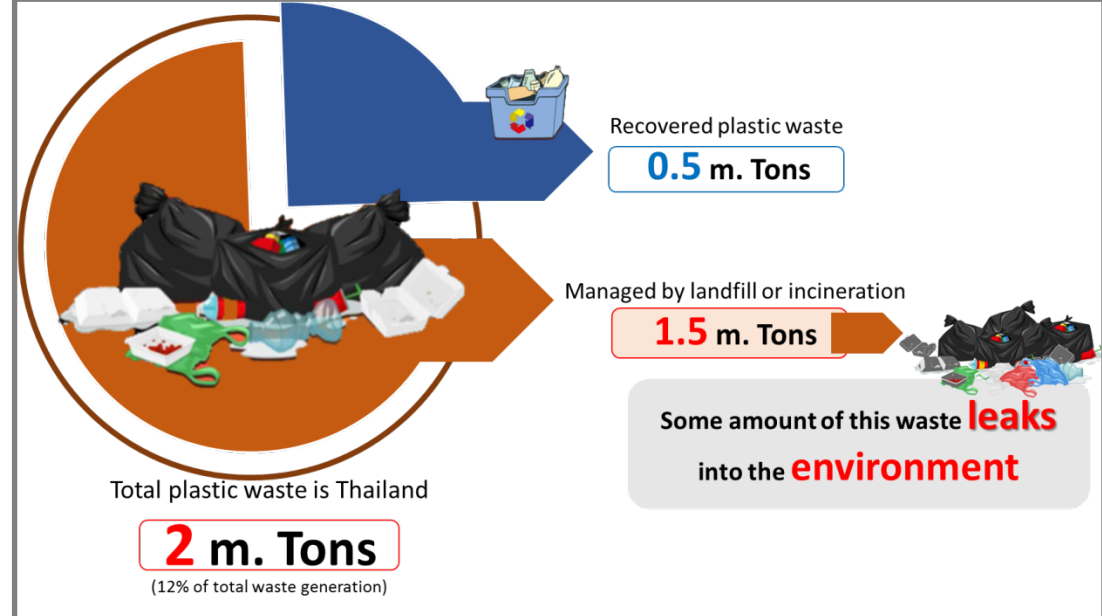 Recovered plastic waste
0.5 m. Tons
Managed by landfill or incineration
1.5 m. Tons
Some amount of this waste leaks
into the environment
Total plastic waste is Thailand
2 m. Tons
(12% of total waste generation)